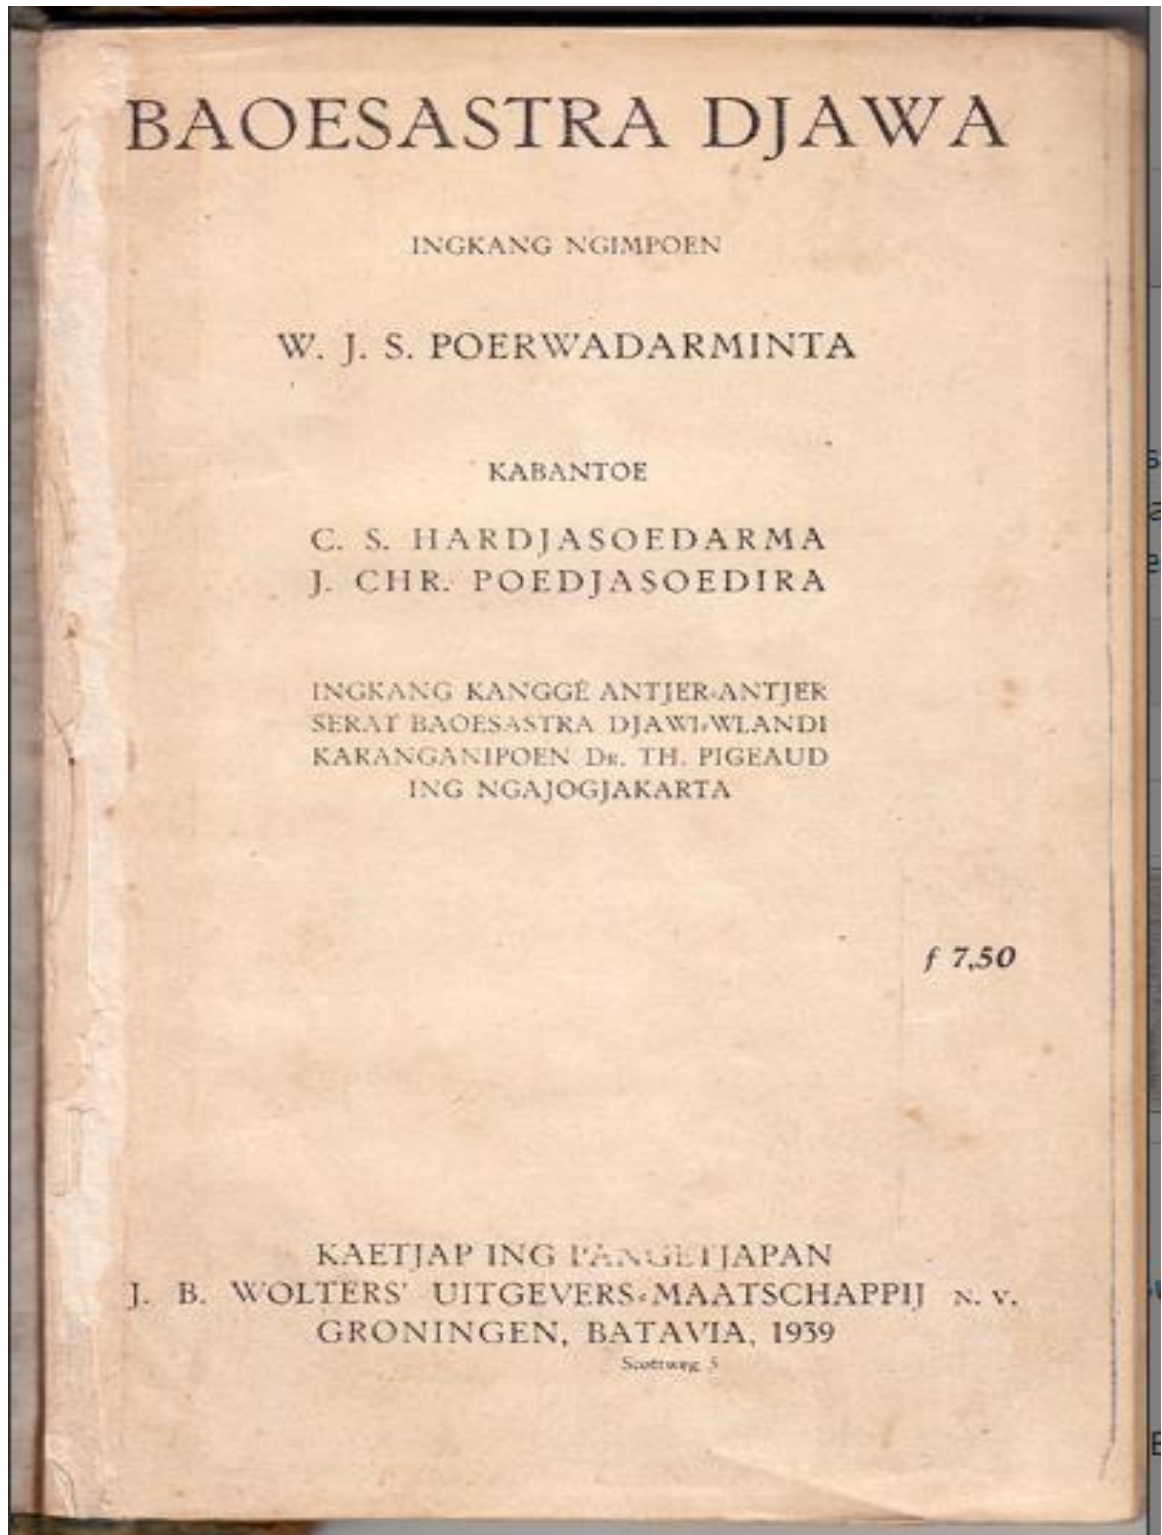 BAOESASTRA DJAWA
INGKANG NGIMPOEN
W. J. S. POERWADARMINTA
KABANTOE
C. S. HARDJASOEDARMA
J. CHR. POEDJASOEDIRA
INGKANG KANGGÉ ANTJER-ANTJER
SERAT BAOESASTRA DJAWI-WLANDI
KARANGANIPOEN DR. TH. PIGEAUD
ING NGAJOGJAKARTA
f 7,50
KAETJAP ING PANGETJAPAN
J. B. WOLTERS' UITGEVERS-MAATSCHAPPIJ N. V.
GRONINGEN, BATAVIA, 1939
Scottweg 5